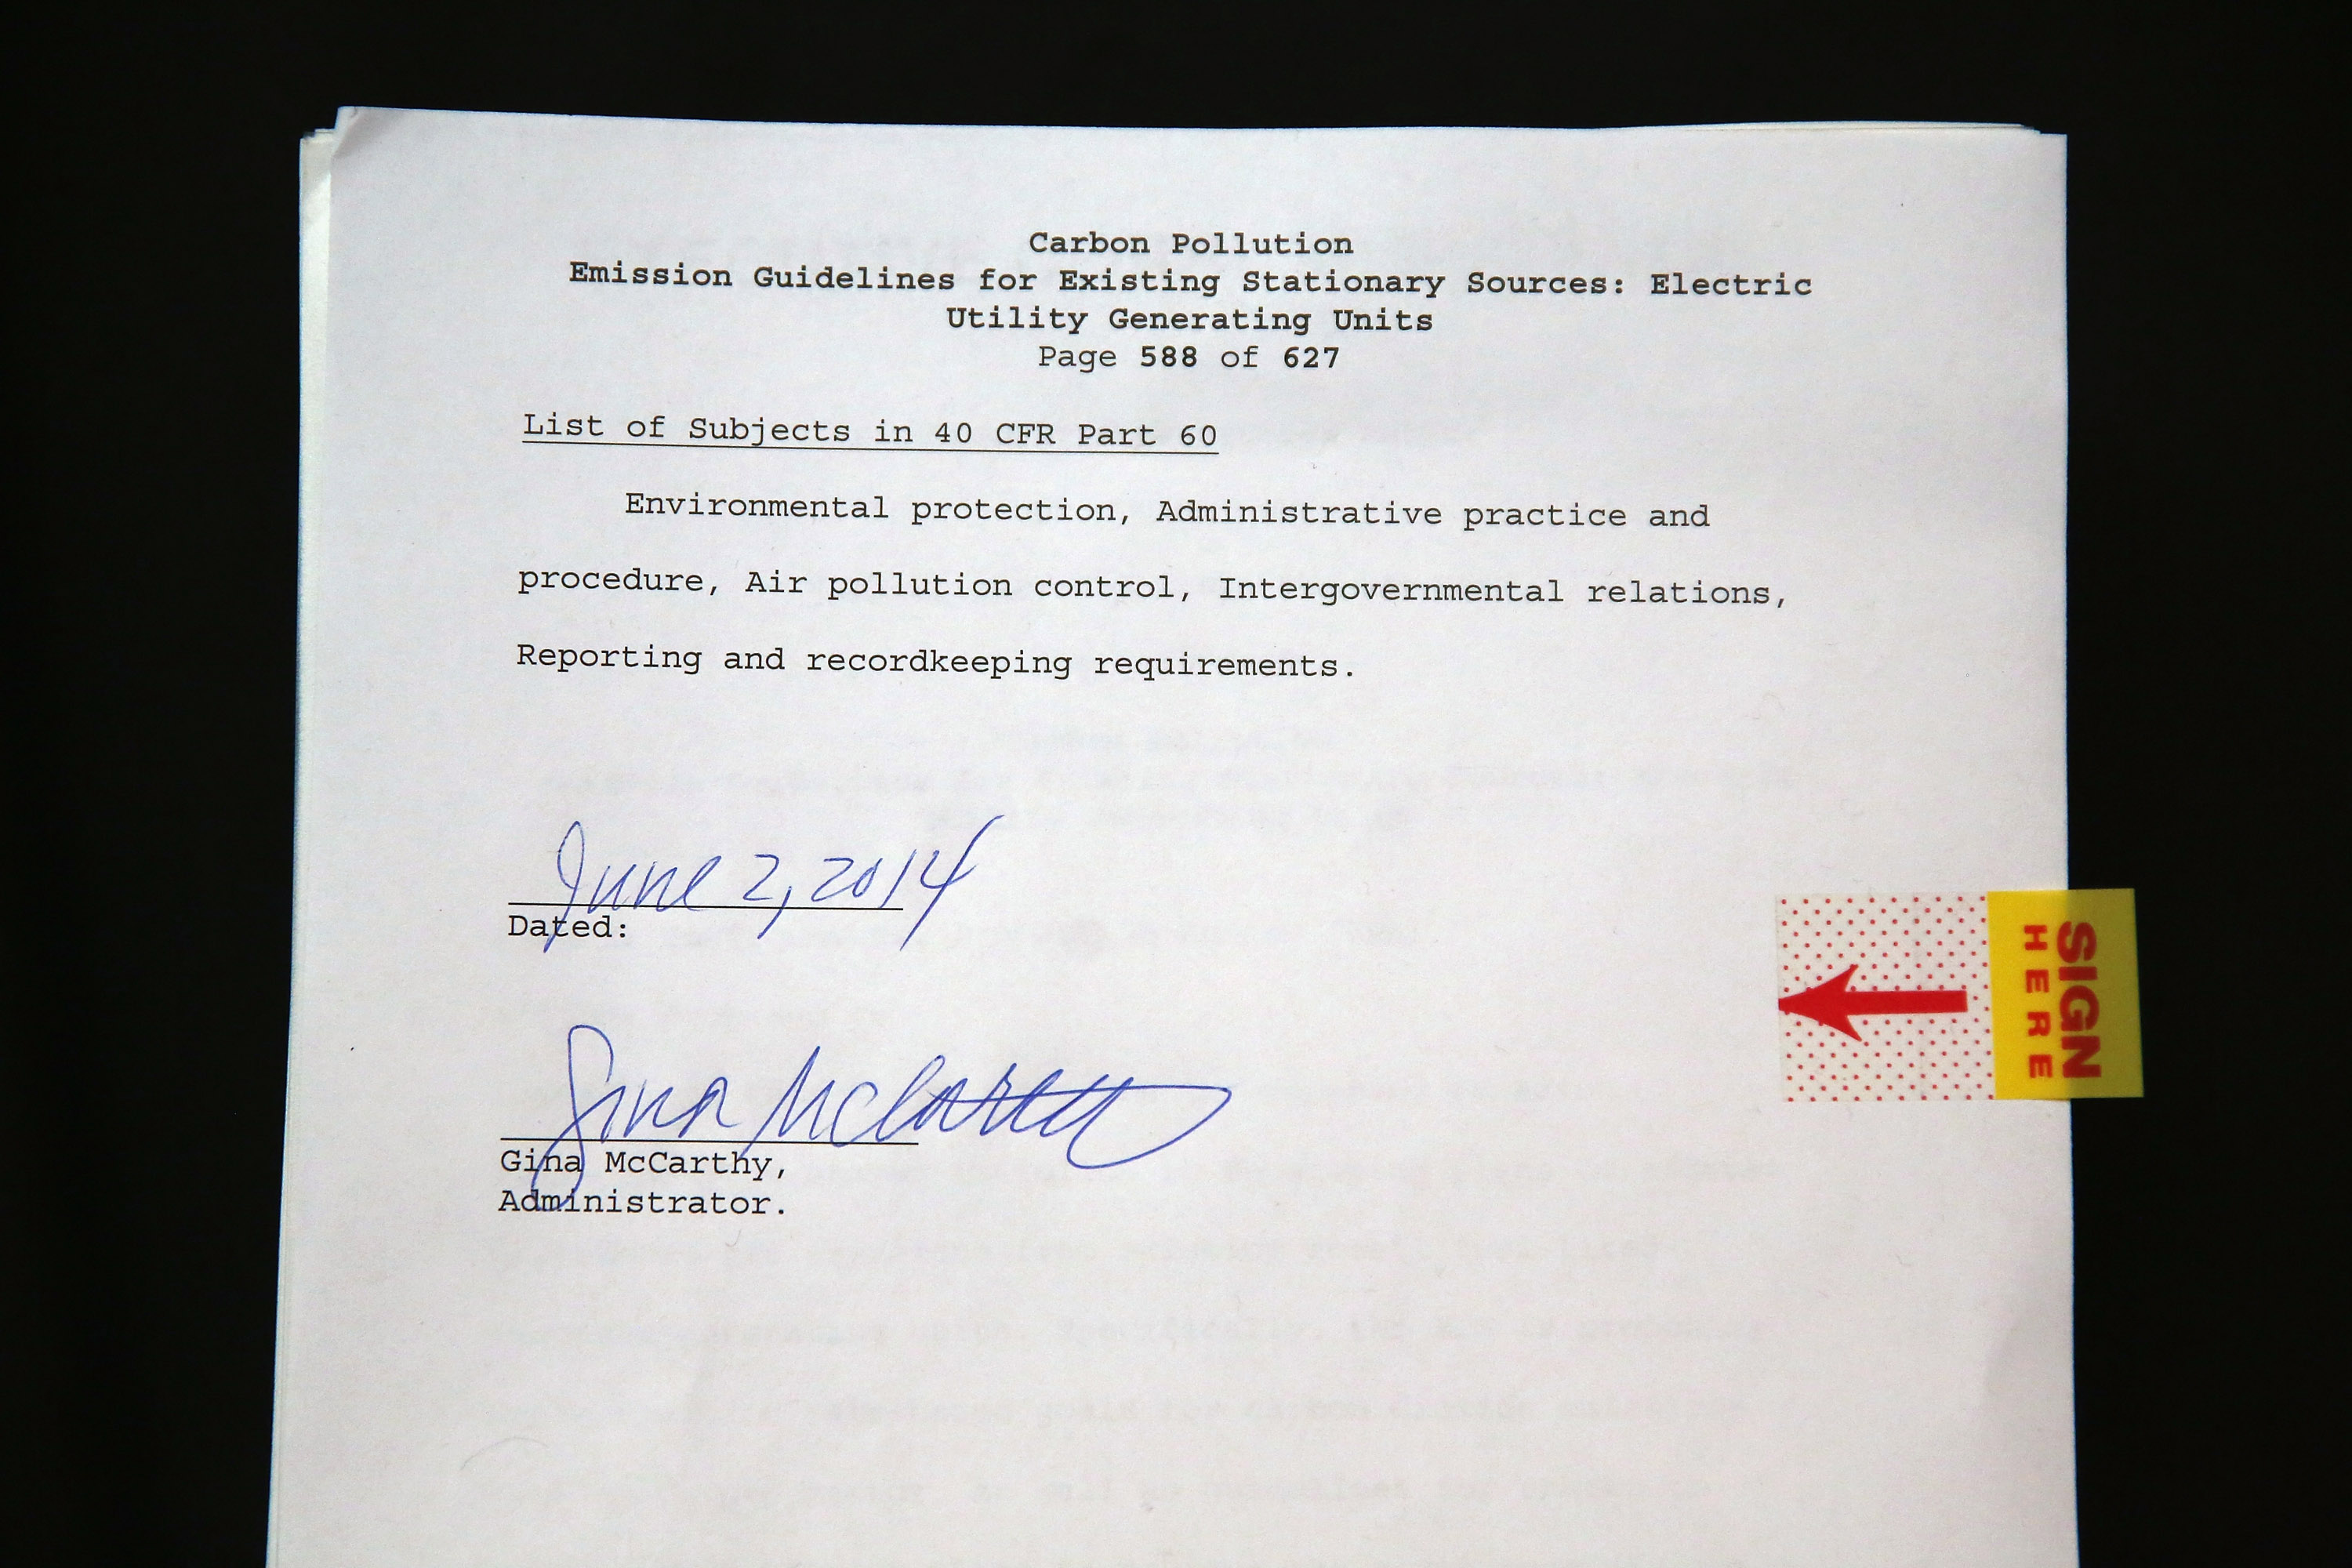 Carbon Pollution
Emission Guidelines for Existing Stationary Sources: Electric
Utility Generating Units
Page 588 of 627
List of Subjects in 40 CFR Part 60
Environmental protection, Administrative practice and
procedure, Air pollution control, Intergovernmental relations,
Reporting and recordkeeping requirements.
June 2, 2014
Dated:
SIGN
HERE
Gina McCarthy
Gina McCarthy,
Administrator.